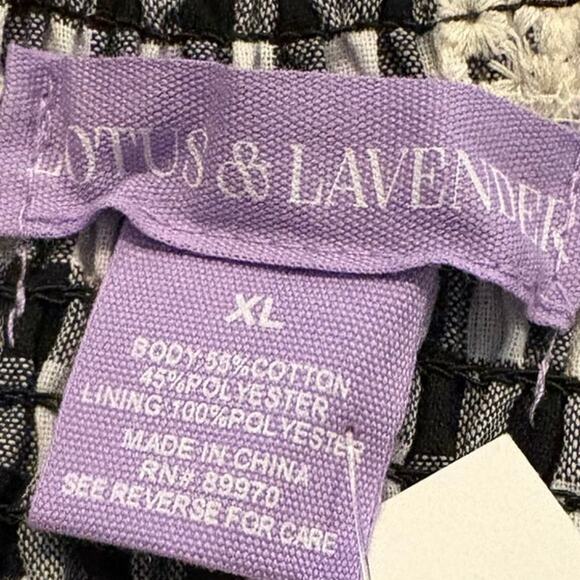 LOTUS & LAVENDER
XL
BODY:55%COTTON
45%POLYESTER
LINING:100%POLYESTER
MADE IN CHINA
RN# 89970
SEE REVERSE FOR CARE